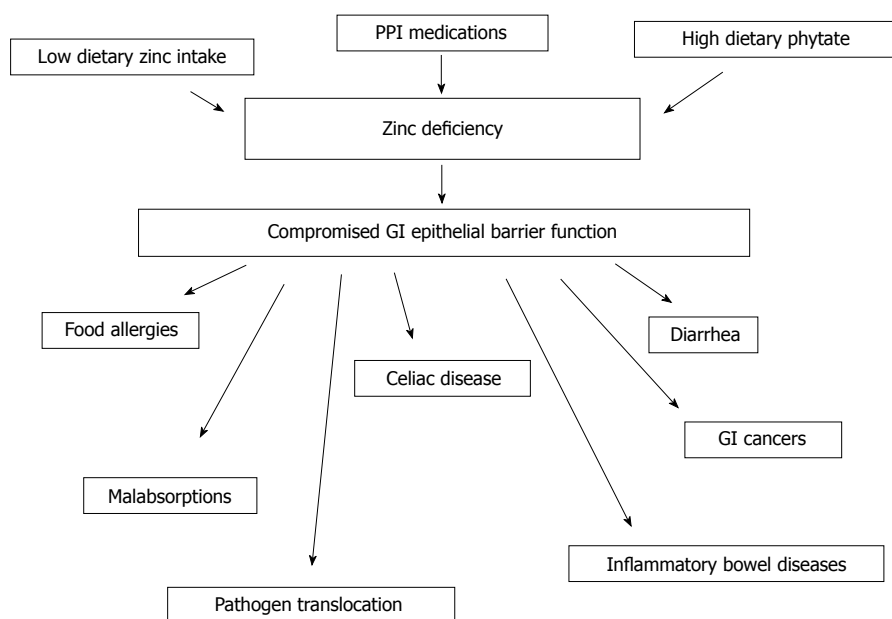 PPI medications
Low dietary zinc intake
High dietary phytate
Zinc deficiency
Compromised GI epithelial barrier function
Food allergies
Diarrhea
Celiac disease
GI cancers
Malabsorptions
Inflammatory bowel diseases
Pathogen translocation